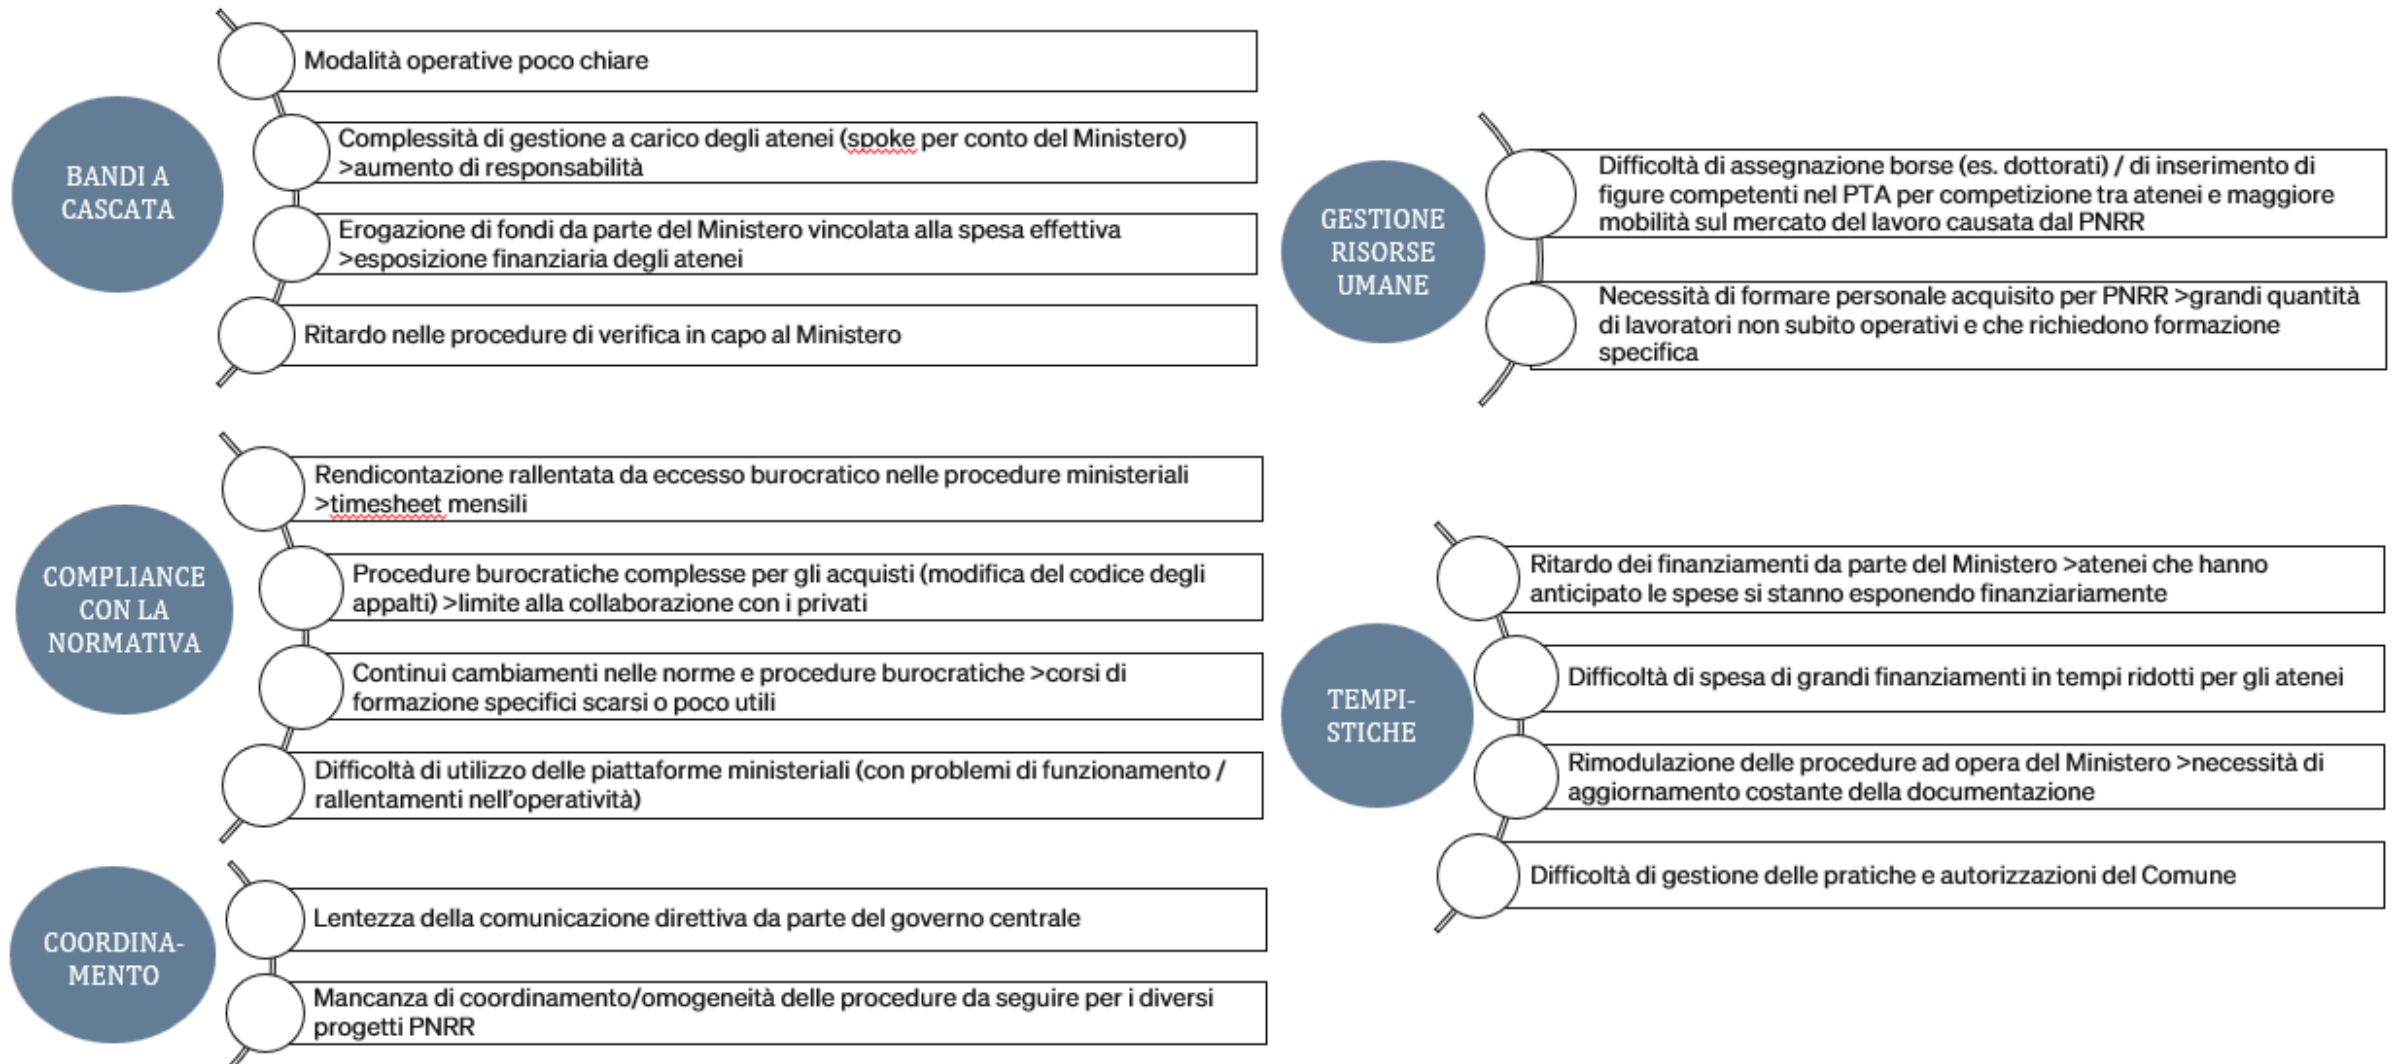 BANDI A
CASCATA
Modalità operative poco chiare
Complessità di gestione a carico degli atenei (spoke per conto del Ministero)
>aumento di responsabilità
Erogazione di fondi da parte del Ministero vincolata alla spesa effettiva
>esposizione finanziaria degli atenei
Ritardo nelle procedure di verifica in capo al Ministero
GESTIONE
RISORSE
UMANE
Difficoltà di assegnazione borse (es. dottorati) / di inserimento di
figure competenti nel PTA per competizione tra atenei e maggiore
mobilità sul mercato del lavoro causata dal PNRR
Necessità di formare personale acquisito per PNRR >grandi quantità
di lavoratori non subito operativi e che richiedono formazione
specifica
COMPLIANCE
CON LA
NORMATIVA
Rendicontazione rallentata da eccesso burocratico nelle procedure ministeriali
>timesheet mensili
Procedure burocratiche complesse per gli acquisti (modifica del codice degli
appalti) >limite alla collaborazione con i privati
Continui cambiamenti nelle norme e procedure burocratiche >corsi di
formazione specifici scarsi o poco utili
Difficoltà di utilizzo delle piattaforme ministeriali (con problemi di funzionamento /
rallentamenti nell'operatività)
TEMPI-
STICHE
Ritardo dei finanziamenti da parte del Ministero >atenei che hanno
anticipato le spese si stanno esponendo finanziariamente
Difficoltà di spesa di grandi finanziamenti in tempi ridotti per gli atenei
Rimodulazione delle procedure ad opera del Ministero >necessità di
aggiornamento costante della documentazione
Difficoltà di gestione delle pratiche e autorizzazioni del Comune
COORDINA-
MENTO
Lentezza della comunicazione direttiva da parte del governo centrale
Mancanza di coordinamento/omogeneità delle procedure da seguire per i diversi
progetti PNRR